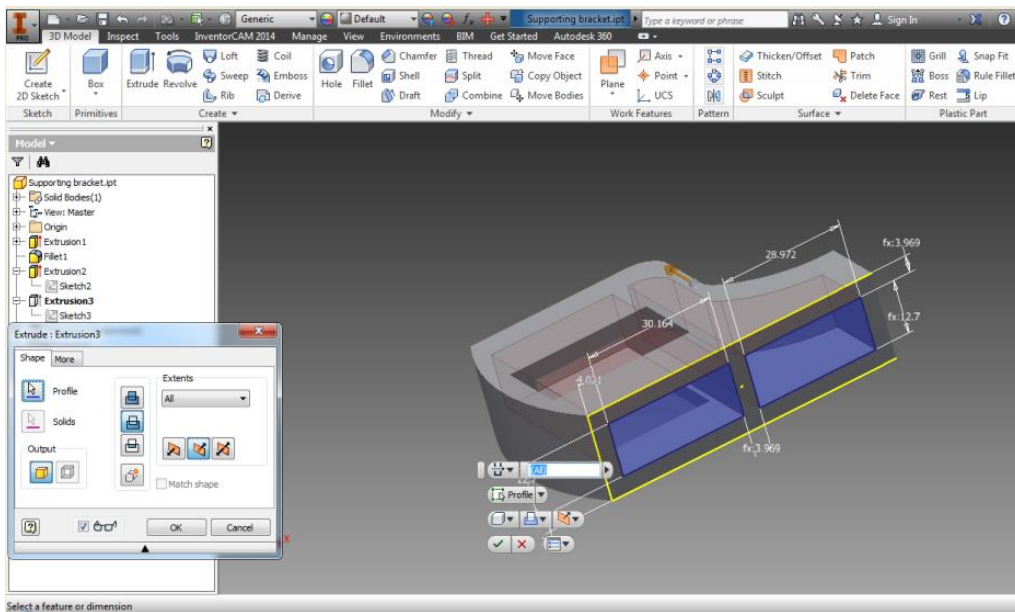 PRO
Generic
Default
Supporting bracket.ipt
Type a keyword or phrase
Sign In
3D Model Inspect Tools InventorCAM 2014 Manage View Environments BIM Get Started Autodesk 360
Create 2D Sketch
Box
Extrude Revolve
Loft
Sweep
Rib
Coil
Emboss
Derive
Hole Fillet
Chamfer
Shell
Draft
Thread
Split
Combine
Move Face
Copy Object
Move Bodies
Plane
Axis
Point
UCS
Thicken/Offset
Stitch
Sculpt
Patch
Trim
Delete Face
Grill
Boss
Rest
Snap Fit
Rule Fillet
Lip
Sketch Primitives Create Modify Work Features Pattern Surface Plastic Part
Model
Supporting bracket.ipt
Solid Bodies(1)
View: Master
Origin
Extrusion1
Fillet1
Extrusion2
Sketch2
Extrusion3
Sketch3
Extrude : Extrusion3
Shape More
Profile
Solids
Output
Extents
All
Match shape
OK Cancel
X
28.972
fx:3.969
30.164
fx:12.7
4.021
fx:3.969
All
Profile
Select a feature or dimension